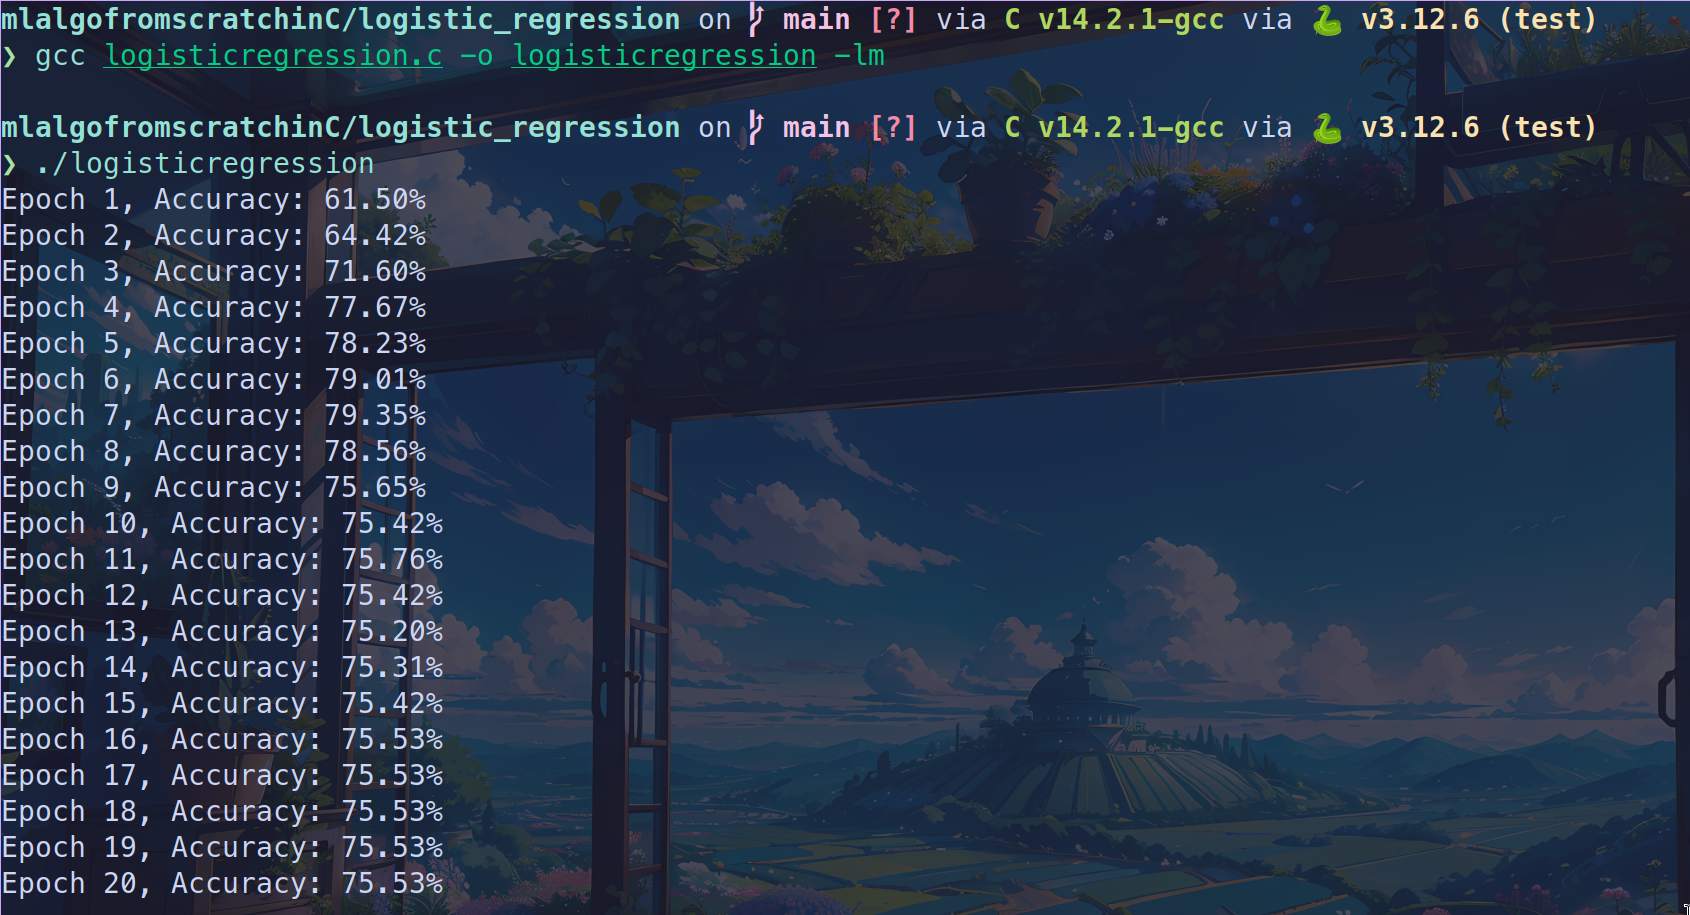 mlalgofromscratchinC/logistic_regression on main [?] via C v14.2.1-gcc via 🐍 v3.12.6 (test)
❯ gcc logisticregression.c -o logisticregression -lm
mlalgofromscratchinC/logistic_regression on main [?] via C v14.2.1-gcc via 🐍 v3.12.6 (test)
❯ ./logisticregression
Epoch 1, Accuracy: 61.50%
Epoch 2, Accuracy: 64.42%
Epoch 3, Accuracy: 71.60%
Epoch 4, Accuracy: 77.67%
Epoch 5, Accuracy: 78.23%
Epoch 6, Accuracy: 79.01%
Epoch 7, Accuracy: 79.35%
Epoch 8, Accuracy: 78.56%
Epoch 9, Accuracy: 75.65%
Epoch 10, Accuracy: 75.42%
Epoch 11, Accuracy: 75.76%
Epoch 12, Accuracy: 75.42%
Epoch 13, Accuracy: 75.20%
Epoch 14, Accuracy: 75.31%
Epoch 15, Accuracy: 75.42%
Epoch 16, Accuracy: 75.53%
Epoch 17, Accuracy: 75.53%
Epoch 18, Accuracy: 75.53%
Epoch 19, Accuracy: 75.53%
Epoch 20, Accuracy: 75.53%